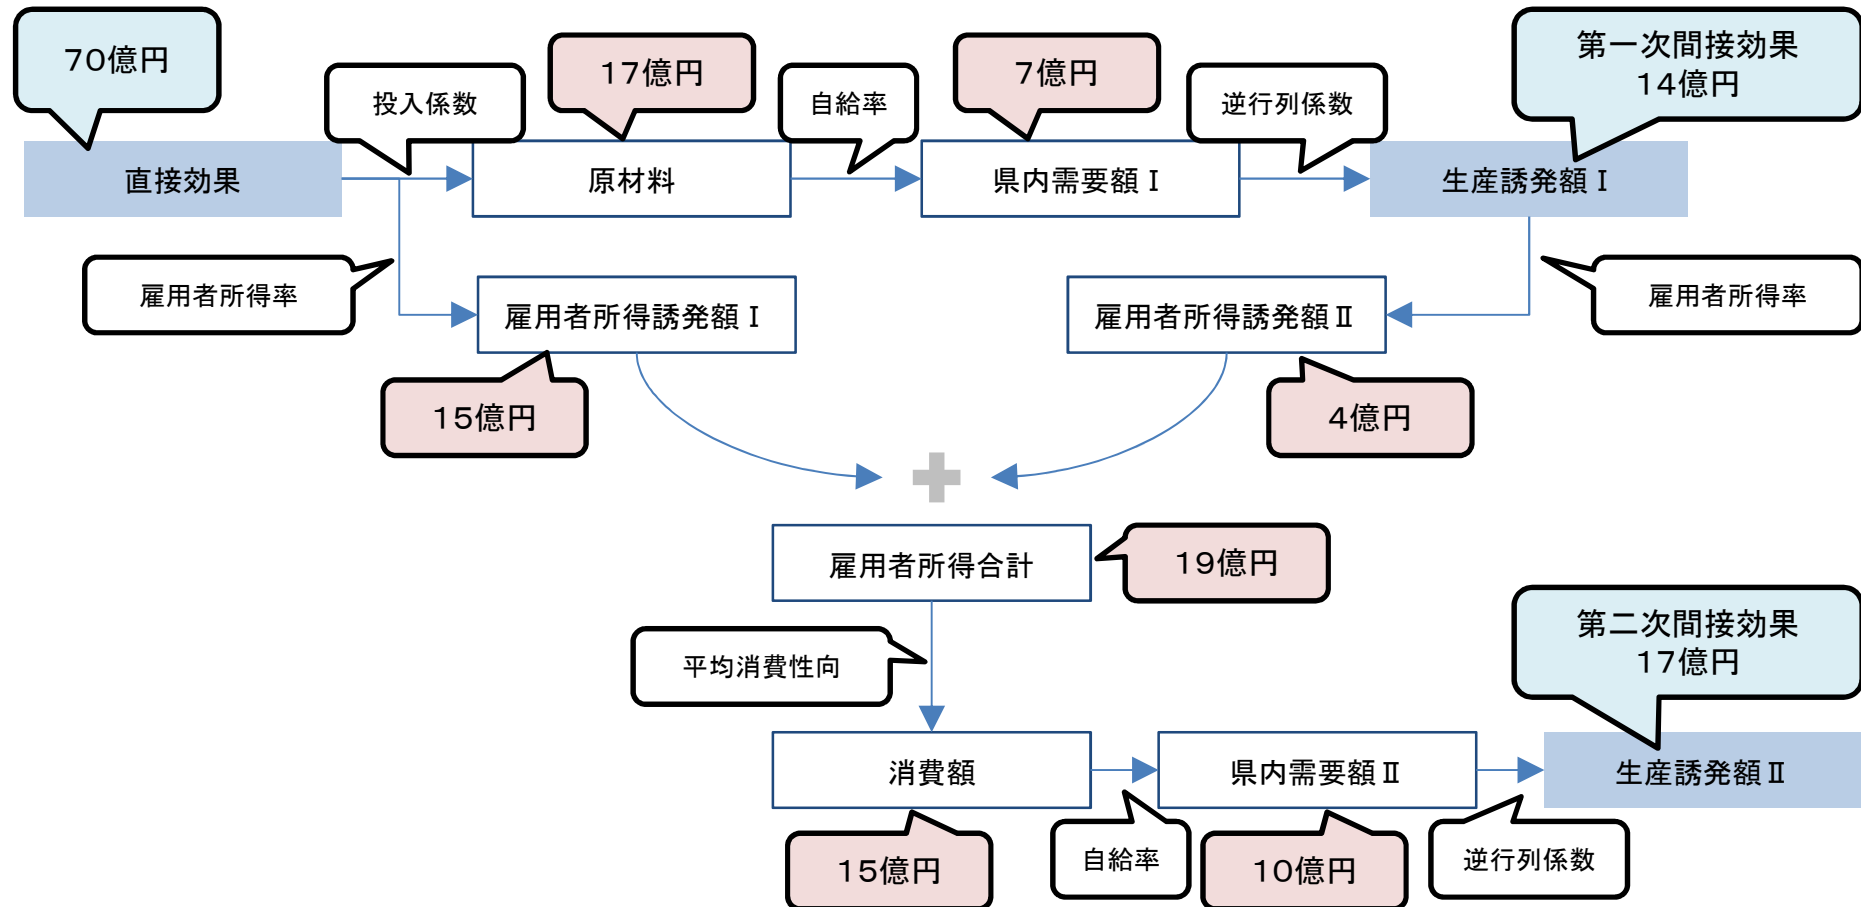 70億円
投入係数
17億円
自給率
7億円
逆行列係数
第一次間接効果
14億円
直接効果
原材料
県内需要額Ⅰ
生産誘発額Ⅰ
雇用者所得率
雇用者所得誘発額Ⅰ
雇用者所得誘発額Ⅱ
雇用者所得率
15億円
4億円
雇用者所得合計
19億円
平均消費性向
第二次間接効果
17億円
消費額
県内需要額Ⅱ
生産誘発額Ⅱ
15億円
自給率
10億円
逆行列係数